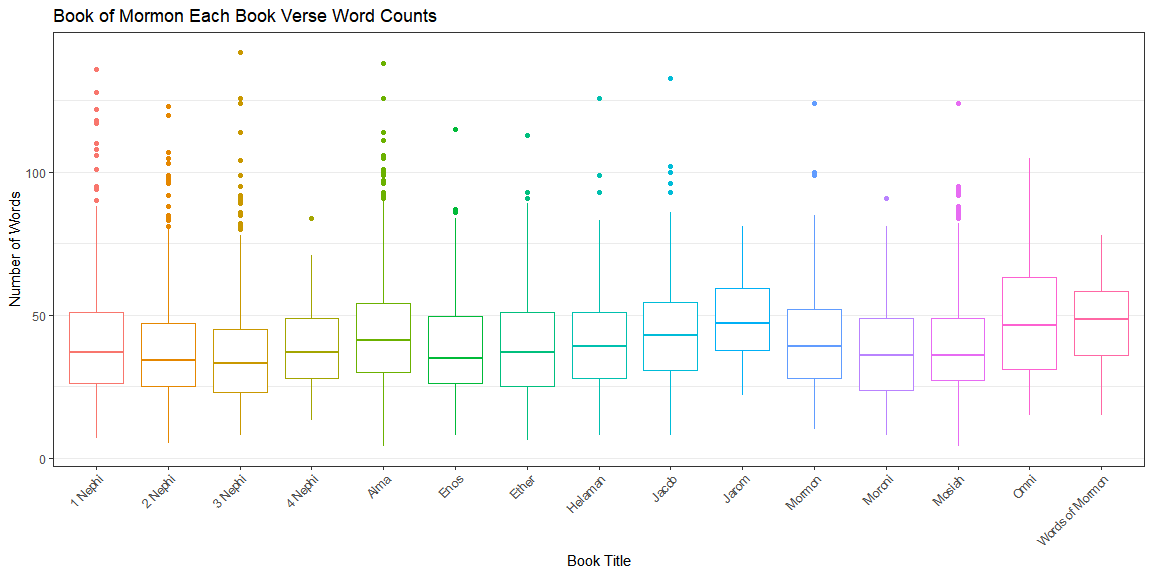 Book of Mormon Each Book Verse Word Counts
Number of Words
100
50
0
1 Nephi
2 Nephi
3 Nephi
4 Nephi
Alma
Enos
Ether
Helaman
Jacob
Jarom
Mormon
Moroni
Mosiah
Omni
Words of Mormon
Book Title